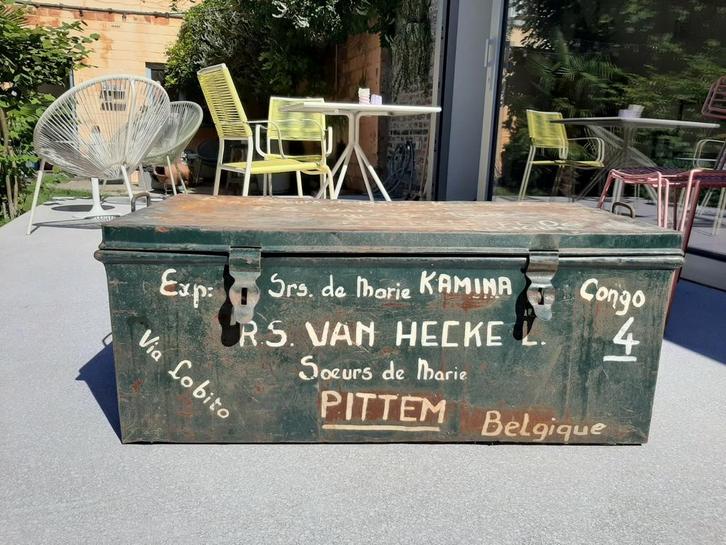 Exp: Srs. de Marie KAMINA Congo
R.S. VAN HECKE L. 4
Soeurs de Marie
Via Lobito
PITTEM
Belgique